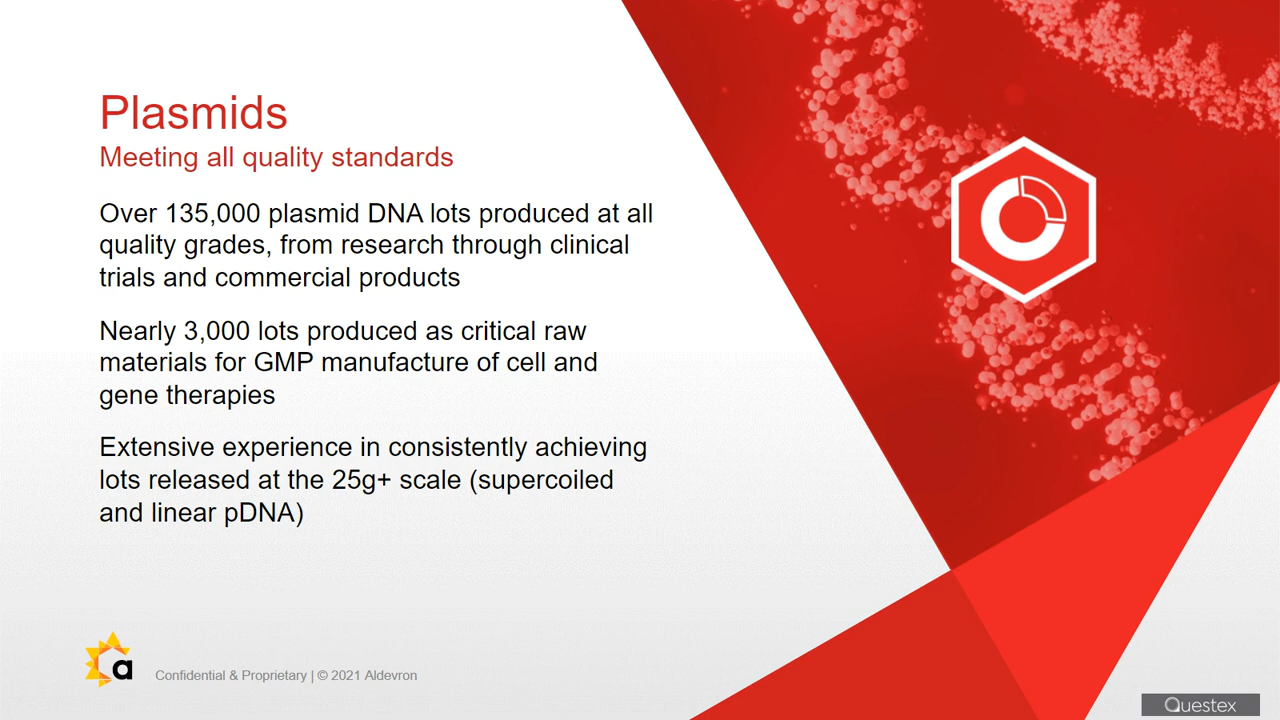 Plasmids
Meeting all quality standards
Over 135,000 plasmid DNA lots produced at all
quality grades, from research through clinical
trials and commercial products
Nearly 3,000 lots produced as critical raw
materials for GMP manufacture of cell and
gene therapies
Extensive experience in consistently achieving
lots released at the 25g+ scale (supercoiled
and linear pDNA)
a
Confidential & Proprietary | © 2021 Aldevron
Questex